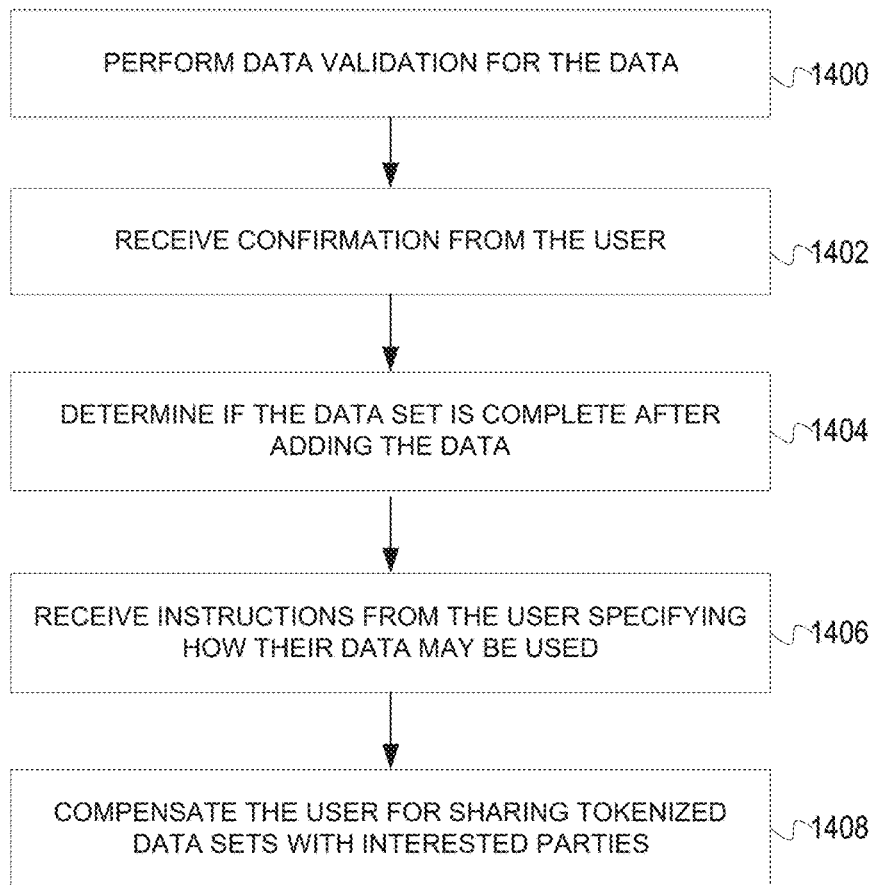 PERFORM DATA VALIDATION FOR THE DATA
1400
RECEIVE CONFIRMATION FROM THE USER
1402
DETERMINE IF THE DATA SET IS COMPLETE AFTER
ADDING THE DATA
1404
RECEIVE INSTRUCTIONS FROM THE USER SPECIFYING
HOW THEIR DATA MAY BE USED
1406
COMPENSATE THE USER FOR SHARING TOKENIZED
DATA SETS WITH INTERESTED PARTIES
1408